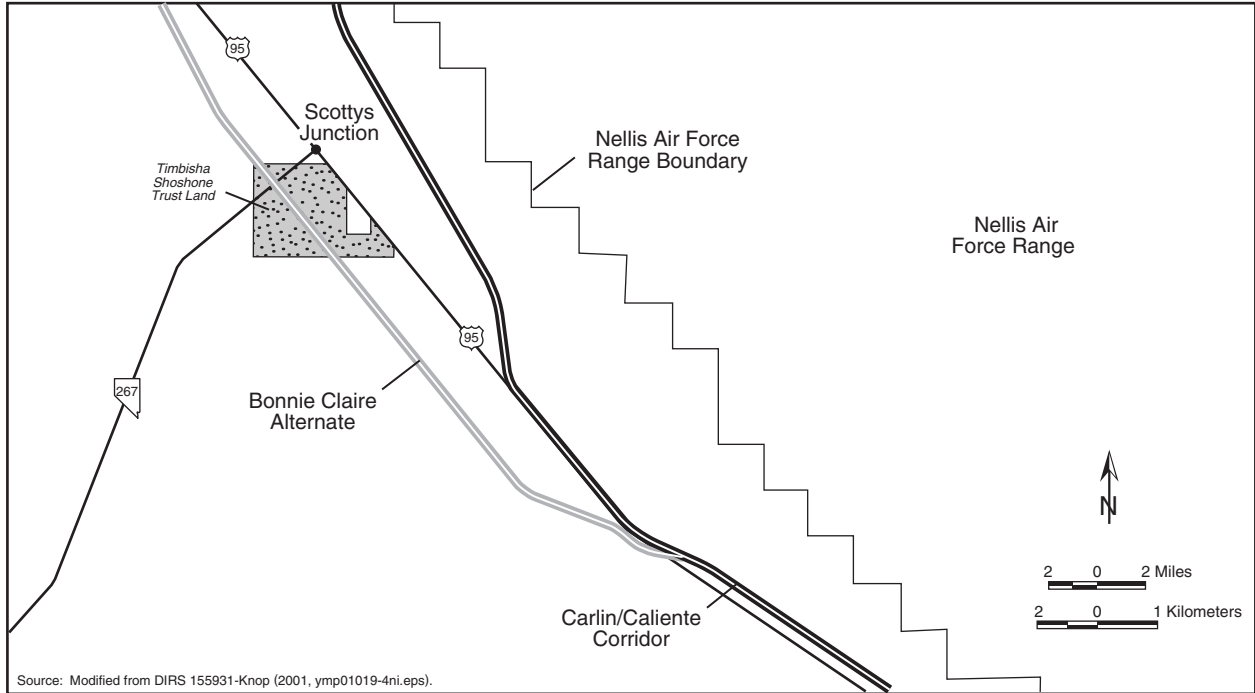 95
Scottys
Junction
Timbisha
Shoshone
Trust Land
Nellis Air Force
Range Boundary
Nellis Air
Force Range
95
267
Bonnie Claire
Alternate
N
2 0 2 Miles
2 0 1 Kilometers
Carlin/Caliente
Corridor
Source: Modified from DIRS 155931-Knop (2001, ymp01019-4ni.eps).